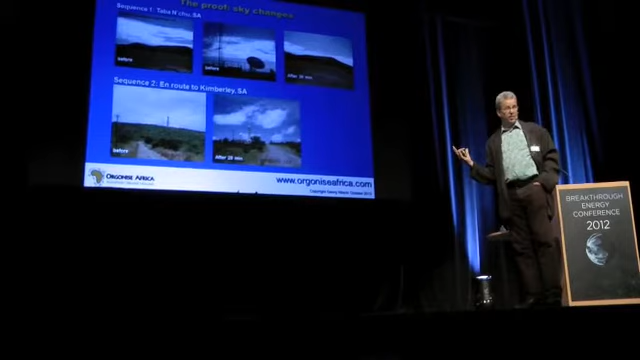 The proof: sky changes
Sequence 1: Taba N'chu, SA
before
before
After 20 min
Sequence 2: En route to Kimberley, SA
before
After 20 min
ORGONISE AFRICA
www.orgoniseafrica.com
BREAKTHROUGH
ENERGY
CONFERENCE
2012